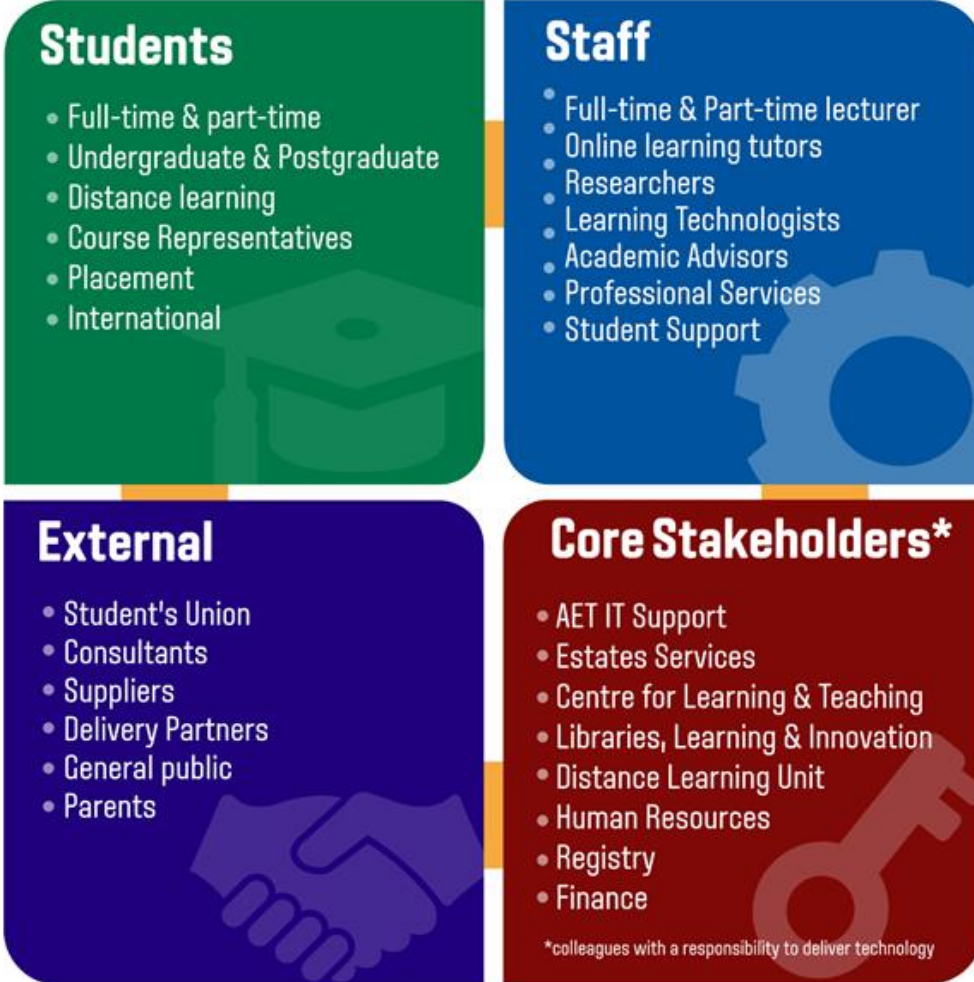 Students
Full-time & part-time
Undergraduate & Postgraduate
Distance learning
Course Representatives
Placement
International
Staff
Full-time & Part-time lecturer
Online learning tutors
Researchers
Learning Technologists
Academic Advisors
Professional Services
Student Support
External
Student's Union
Consultants
Suppliers
Delivery Partners
General public
Parents
Core Stakeholders*
AET IT Support
Estates Services
Centre for Learning & Teaching
Libraries, Learning & Innovation
Distance Learning Unit
Human Resources
Registry
Finance
*colleagues with a responsibility to deliver technology